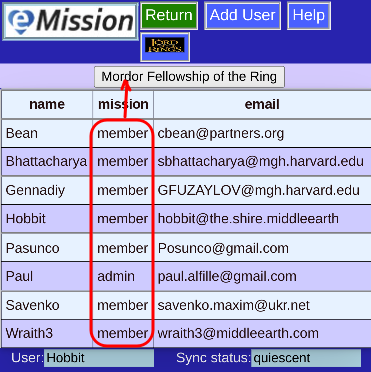 eMission Return Add User Help
THE LORD OF THE RINGS
Mordor Fellowship of the Ring
name mission email
Bean member cbean@partners.org
Bhattacharya member sbhattacharya@mgh.harvard.edu
Gennadiy member GFUZAYLOV@mgh.harvard.edu
Hobbit member hobbit@the.shire.middleearth
Pasunco member Posunco@gmail.com
Paul admin paul.alfille@gmail.com
Savenko member savenko.maxim@ukr.net
Wraith3 member wraith3@middleearth.com
User: Hobbit Sync status: quiescent